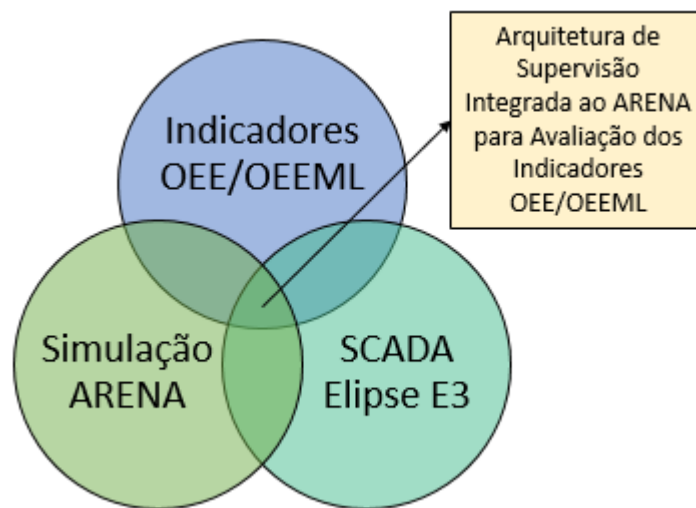 Arquitetura de
Supervisão
Integrada ao ARENA
para Avaliação dos
Indicadores
OEE/OEEML
Indicadores
OEE/OEEML
Simulação
ARENA
SCADA
Elipse E3